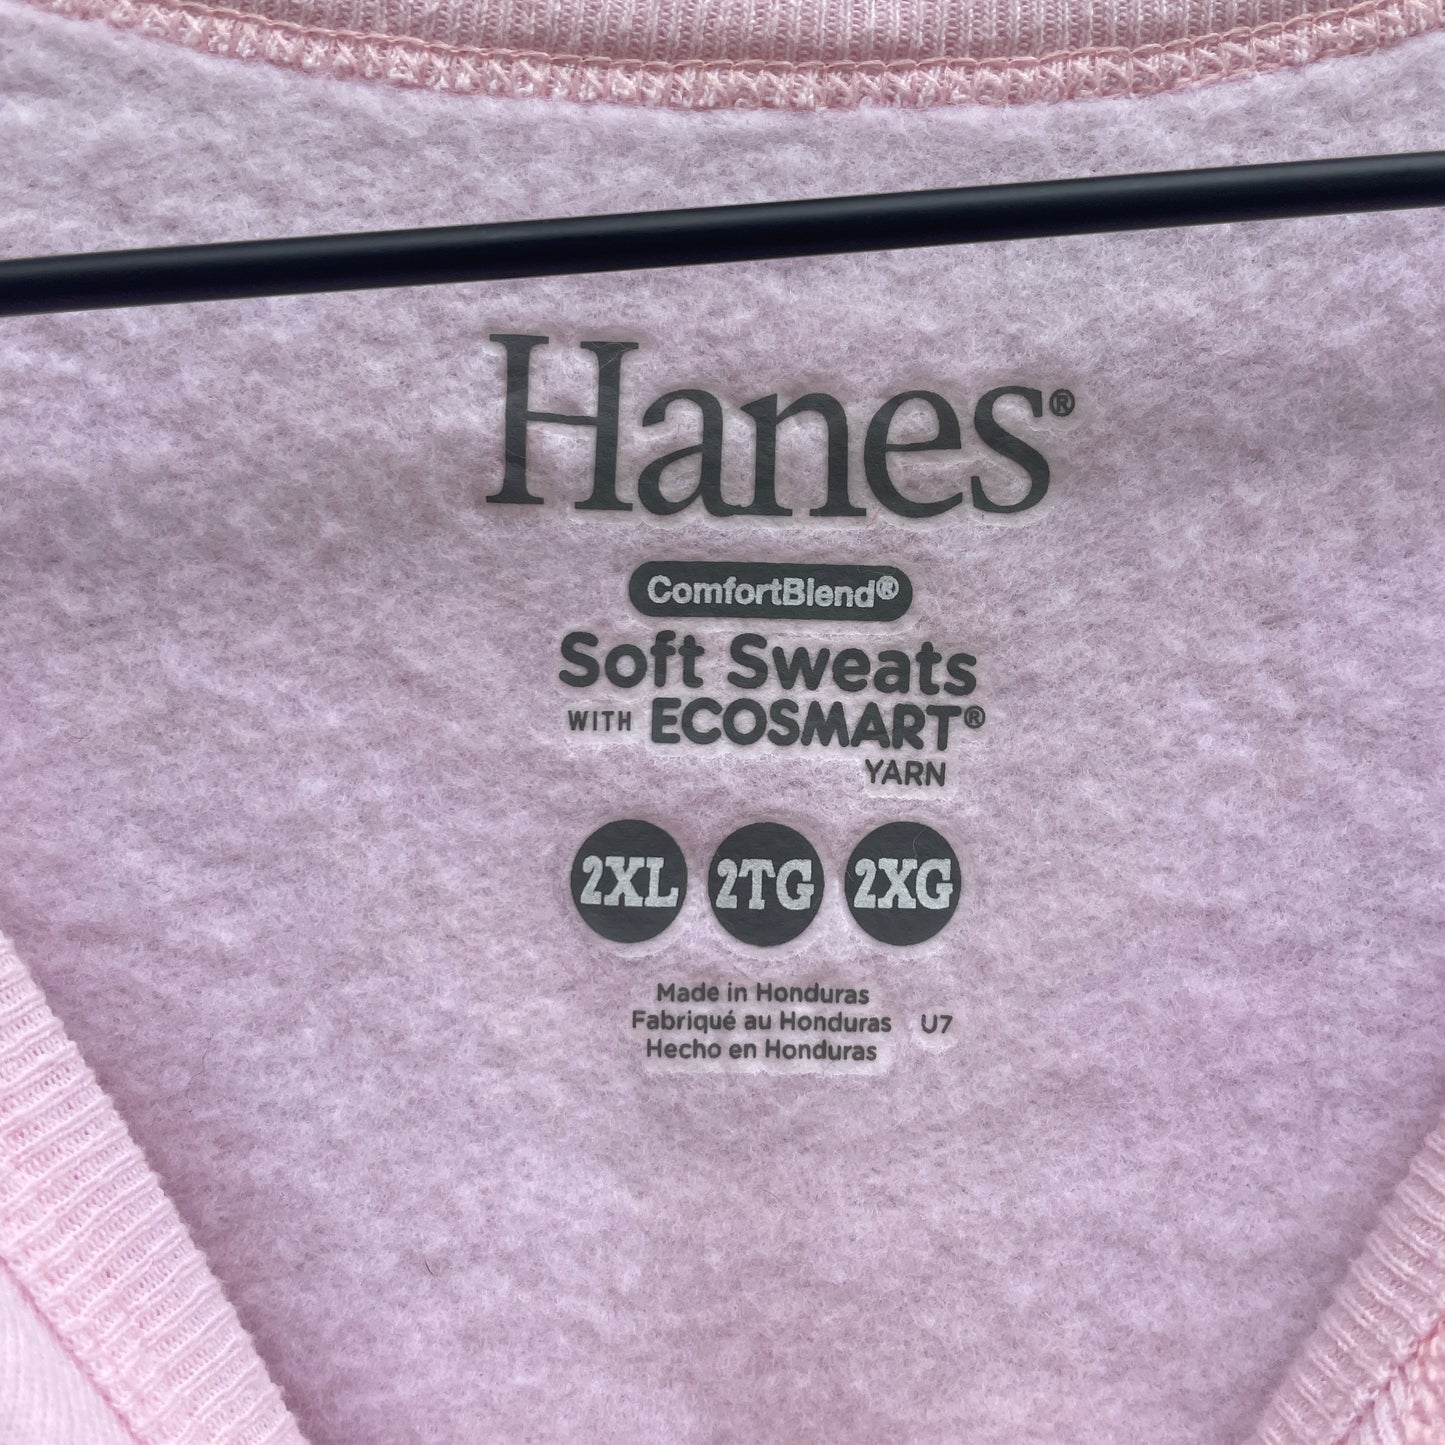 Hanes®
ComfortBlend®
Soft Sweats
WITH ECOSMART®
YARN
2XL 2TG 2XG
Made in Honduras
Fabriqué au Honduras U7
Hecho en Honduras